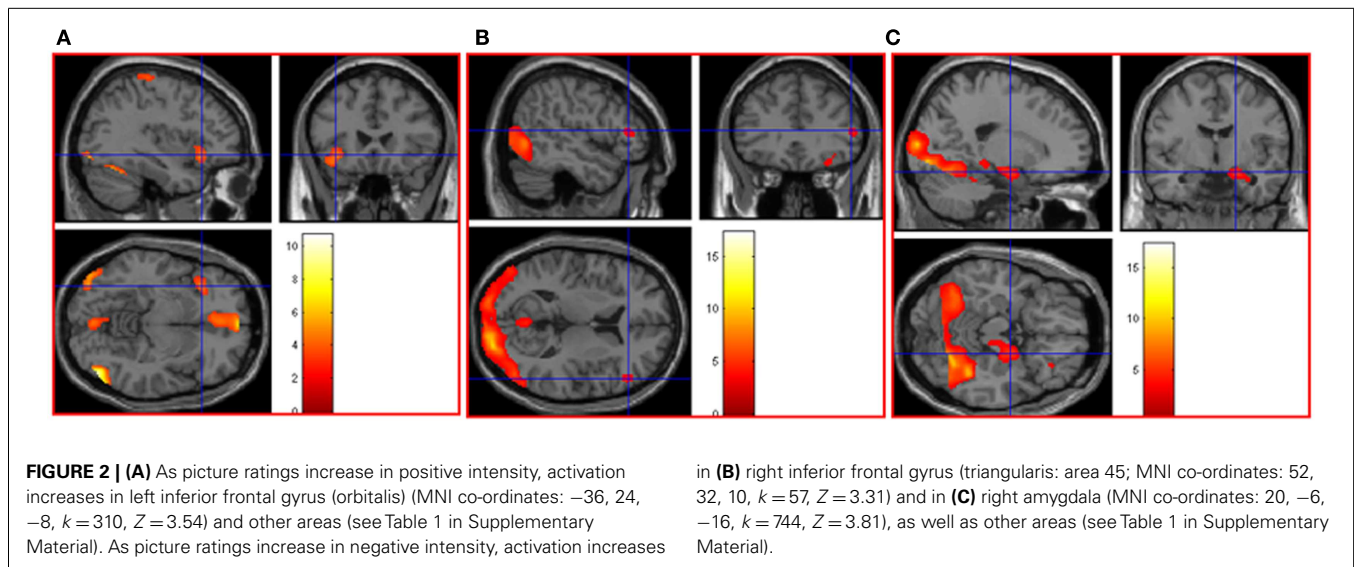 A
B
C
10
8
6
4
2
0
15
10
5
0
15
10
5
FIGURE 2 | (A) As picture ratings increase in positive intensity, activation
increases in left inferior frontal gyrus (orbitalis) (MNI co-ordinates: −36, 24,
−8, k = 310, Z = 3.54) and other areas (see Table 1 in Supplementary
Material). As picture ratings increase in negative intensity, activation increases
in (B) right inferior frontal gyrus (triangularis: area 45; MNI co-ordinates: 52,
32, 10, k = 57, Z = 3.31) and in (C) right amygdala (MNI co-ordinates: 20, −6,
−16, k = 744, Z = 3.81), as well as other areas (see Table 1 in Supplementary
Material).